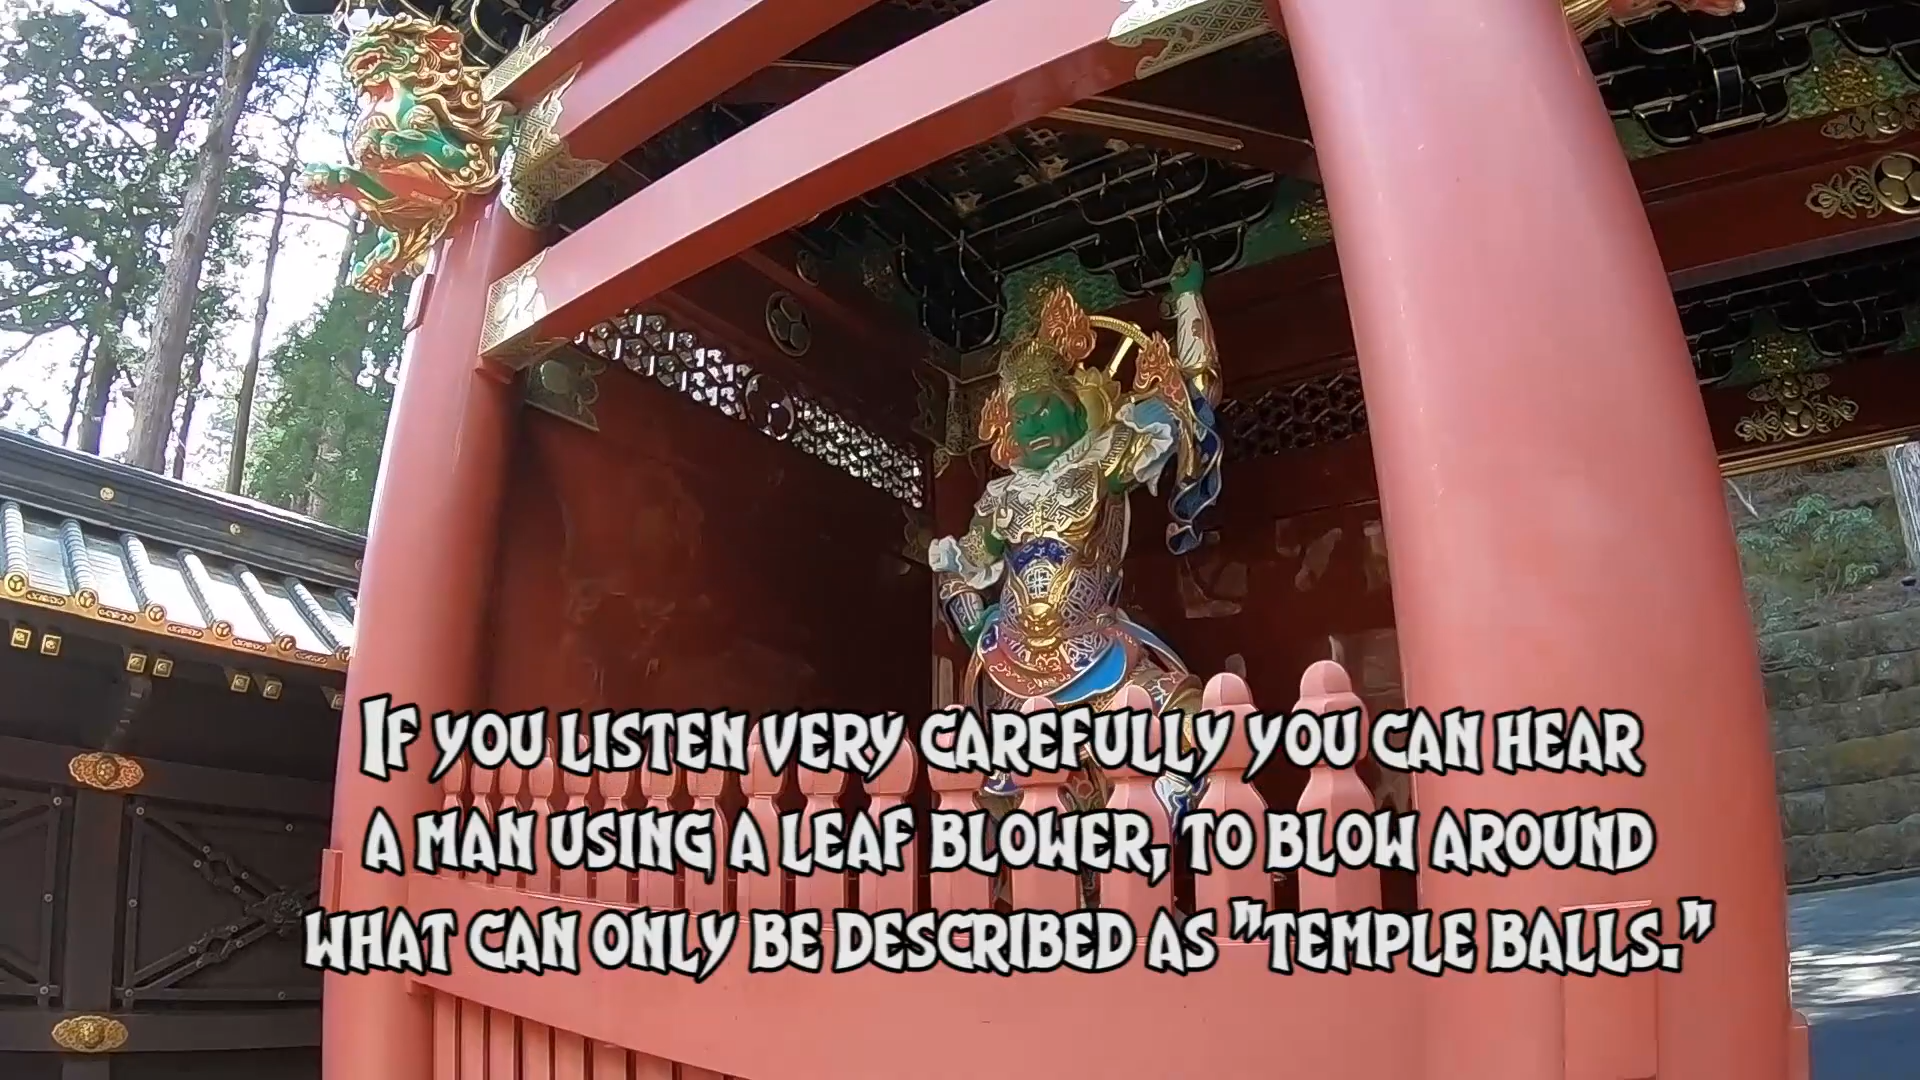 If you listen very carefully you can hear
a man using a leaf blower, to blow around
what can only be described as "temple balls."